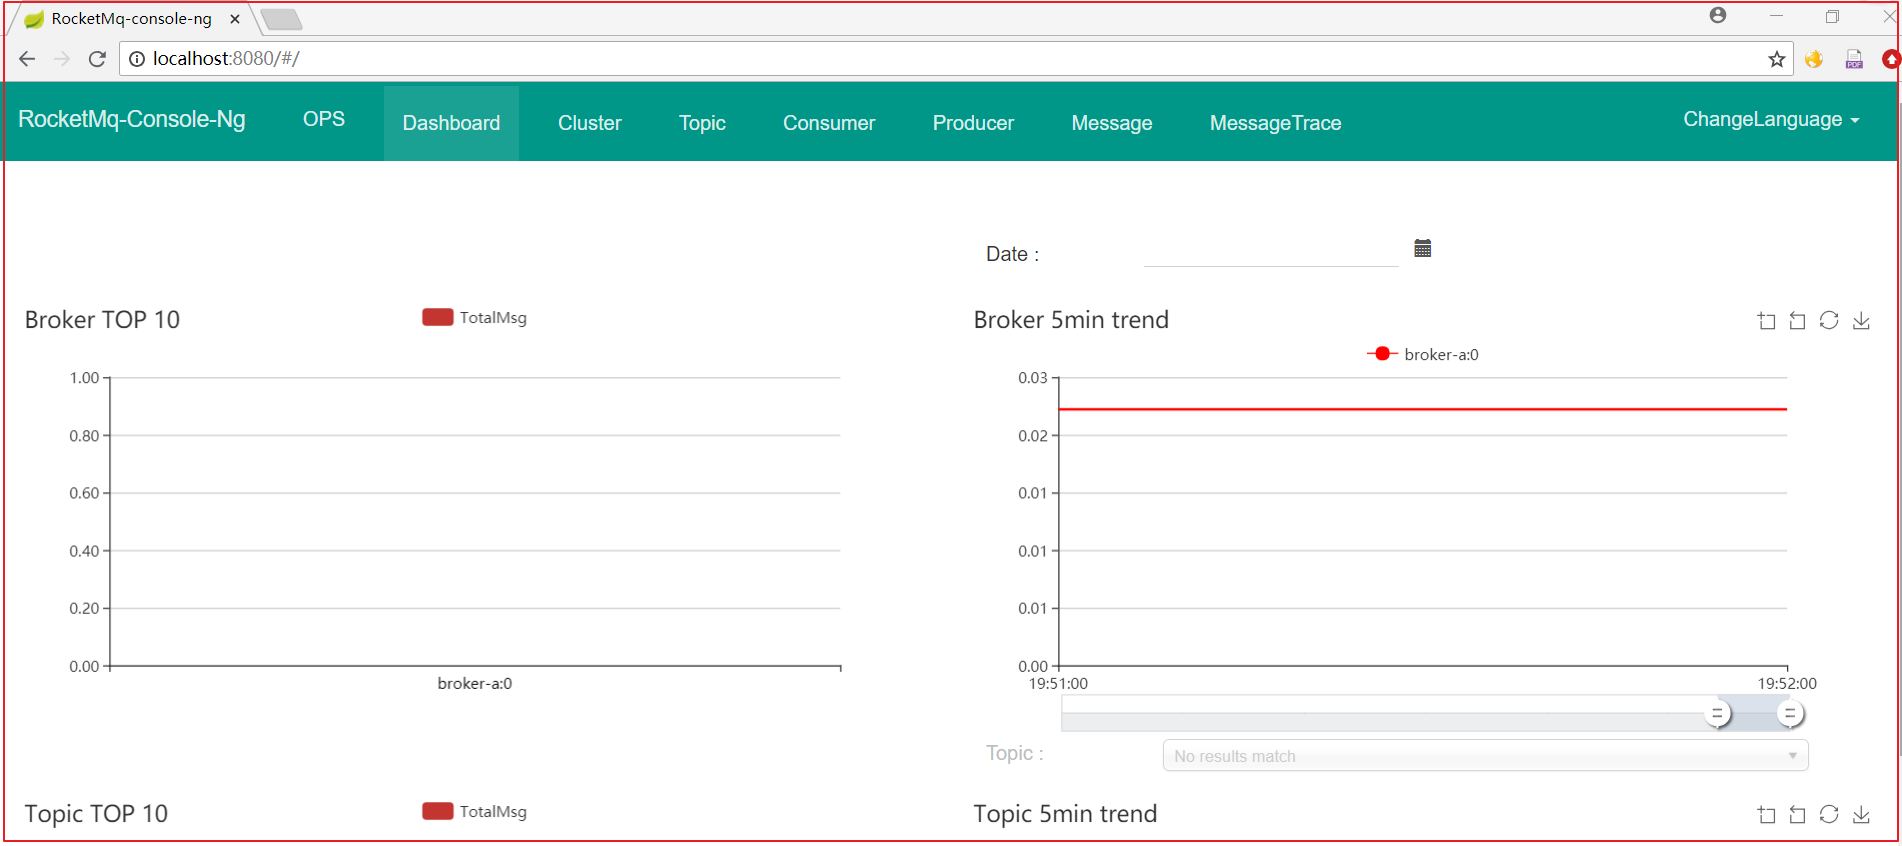 RocketMq-console-ng
localhost:8080/#/
RocketMq-Console-Ng OPS Dashboard Cluster Topic Consumer Producer Message MessageTrace ChangeLanguage
Date :
Broker TOP 10
TotalMsg
1.00
0.80
0.60
0.40
0.20
0.00
broker-a:0
Broker 5min trend
broker-a:0
0.03
0.02
0.01
0.01
0.01
0.00
19:51:00 19:52:00
Topic : No results match
Topic TOP 10
TotalMsg
Topic 5min trend
PDF